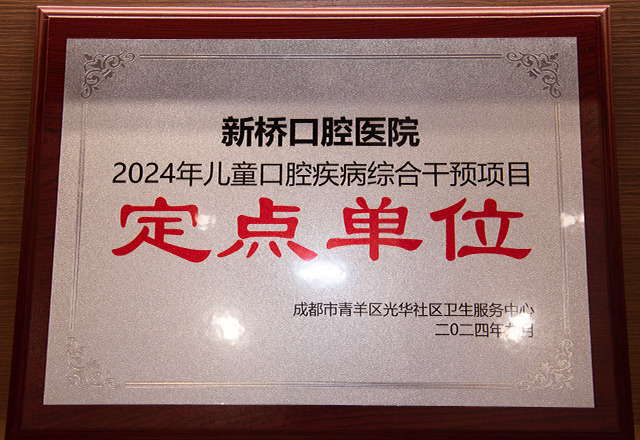 新桥口腔医院
2024年儿童口腔疾病综合干预项目
定点单位
成都市青羊区光华社区卫生服务中心
二〇二四年九月